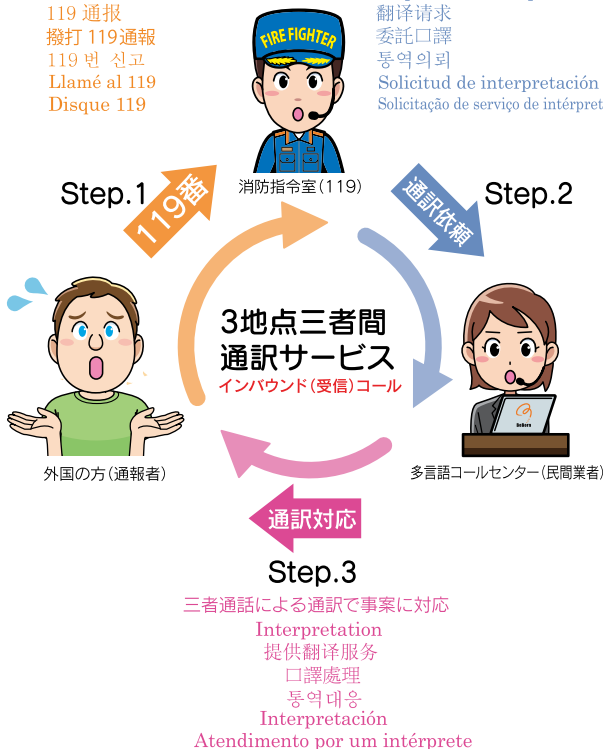 119 通报
撥打 119通報
119 번 신고
Llamé al 119
Disque 119
翻译请求
委託口譯
통역의뢰
Solicitud de interpretación
Solicitação de serviço de intérpret
FIRE FIGHTER
消防指令室(119)
Step.1
119番
通訳依頼
Step.2
3地点三者間
通訳サービス
インバウンド(受信)コール
外国の方(通報者)
多言語コールセンター(民間業者)
通訳対応
Step.3
三者通話による通訳で事案に対応
Interpretation
提供翻译服务
口譯處理
통역대응
Interpretación
Atendimento por um intérprete